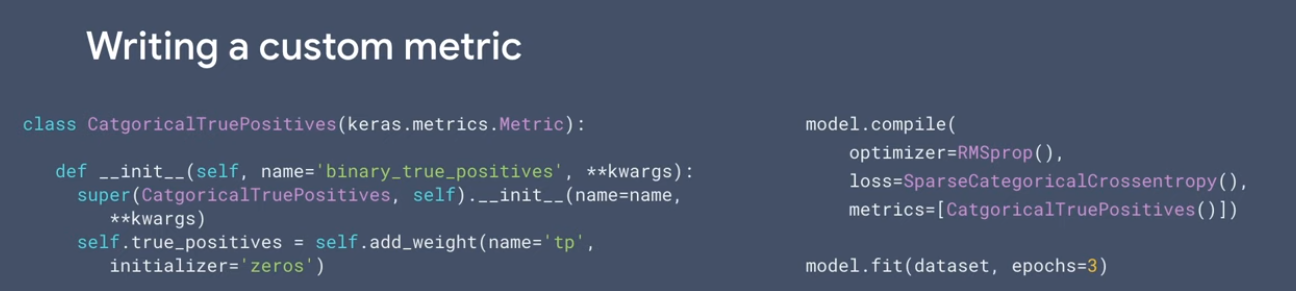 Writing a custom metric
class CatgoricalTruePositives(keras.metrics.Metric):
def __init__(self, name='binary_true_positives', **kwargs):
super(CatgoricalTruePositives, self).__init__(name=name,
**kwargs)
self.true_positives = self.add_weight(name='tp',
initializer='zeros')
model.compile(
optimizer=RMSprop(),
loss=SparseCategoricalCrossentropy(),
metrics=[CatgoricalTruePositives()])
model.fit(dataset, epochs=3)